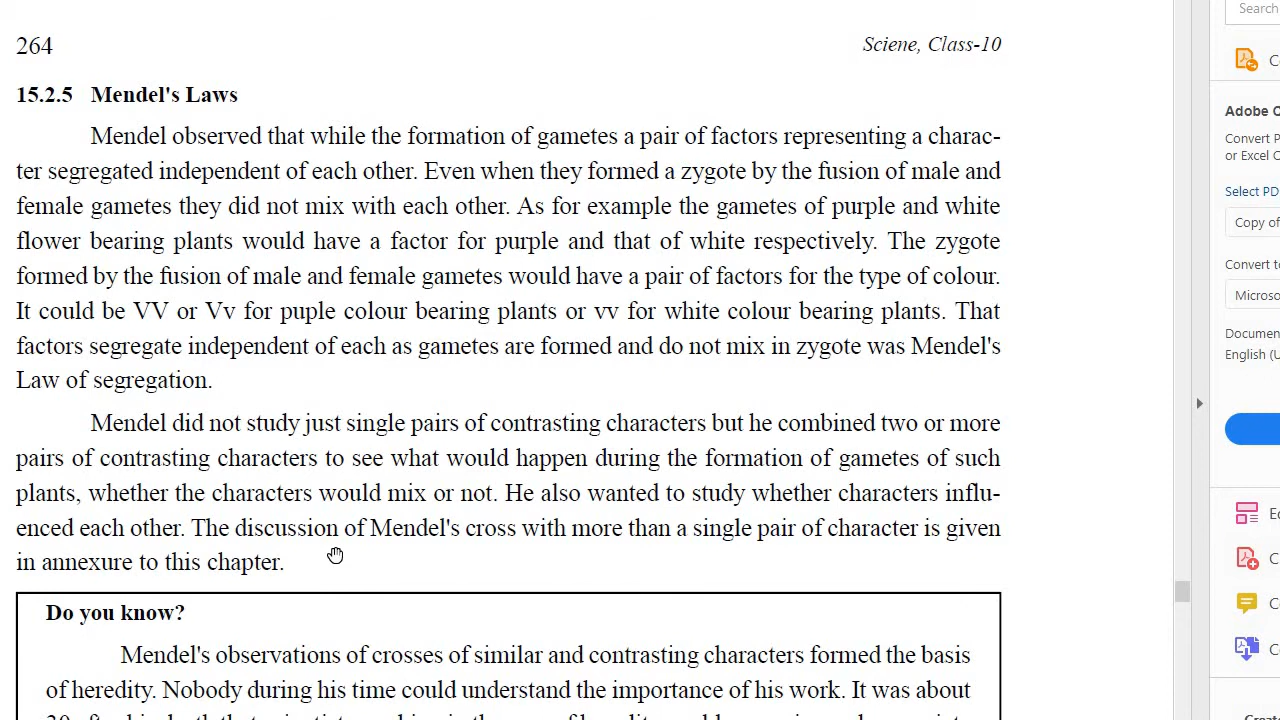 Search
264
Sciene, Class-10
15.2.5 Mendel's Laws
Mendel observed that while the formation of gametes a pair of factors representing a charac-
ter segregated independent of each other. Even when they formed a zygote by the fusion of male and
female gametes they did not mix with each other. As for example the gametes of purple and white
flower bearing plants would have a factor for purple and that of white respectively. The zygote
formed by the fusion of male and female gametes would have a pair of factors for the type of colour.
It could be VV or Vv for puple colour bearing plants or vv for white colour bearing plants. That
factors segregate independent of each as gametes are formed and do not mix in zygote was Mendel's
Law of segregation.
Mendel did not study just single pairs of contrasting characters but he combined two or more
pairs of contrasting characters to see what would happen during the formation of gametes of such
plants, whether the characters would mix or not. He also wanted to study whether characters influ-
enced each other. The discussion of Mendel's cross with more than a single pair of character is given
in annexure to this chapter.
Do you know?
Mendel's observations of crosses of similar and contrasting characters formed the basis
of heredity. Nobody during his time could understand the importance of his work. It was about
Adobe
Convert
or Excel
Select PD
Copy of
Convert to
Microso
Documen
English (U